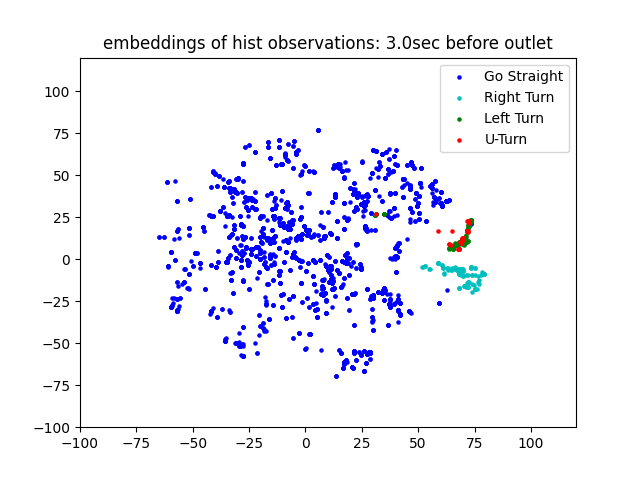 embeddings of hist observations: 3.0sec before outlet
Go Straight
Right Turn
Left Turn
U-Turn
100
75
50
25
0
−25
−50
−75
−100
−100 −75 −50 −25 0 25 50 75 100